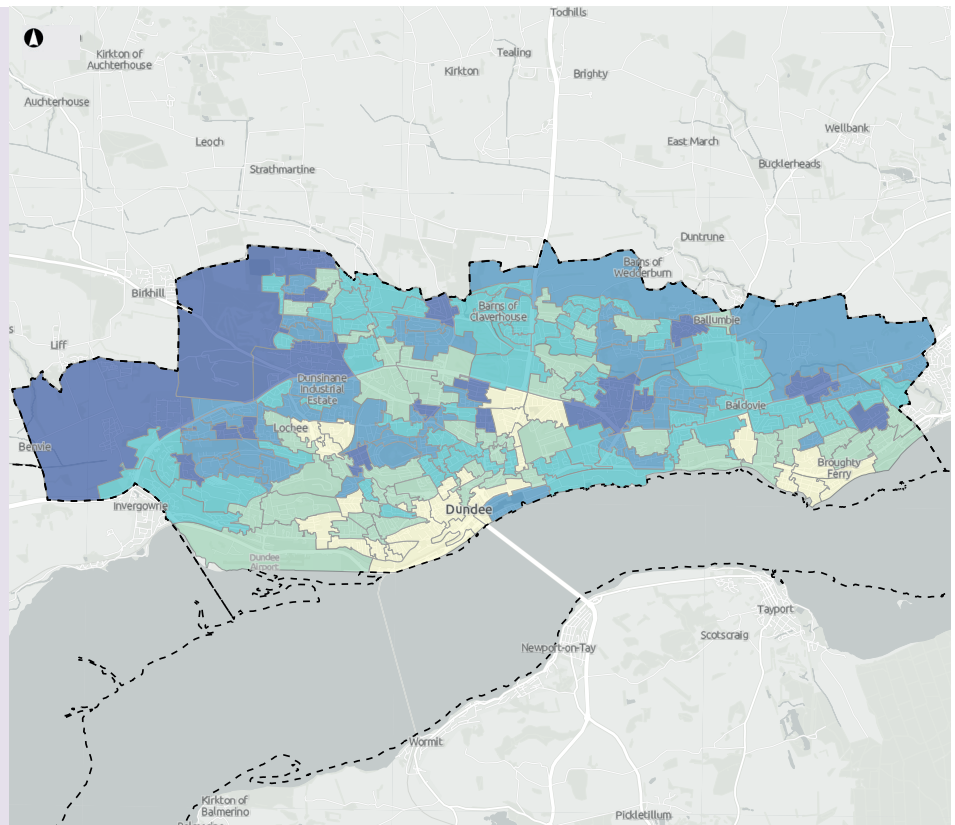 Todhills
Tealing
Kirkton of
Auchterhouse
Kirkton
Brighty
Auchterhouse
Wellbank
Leoch
East March
Bucklerheads
Strathmartine
Duntrune
Barns of
Wedderburn
Birkhill
Barns of
Claverhouse
Ballumbie
s
Liff
Dunsinane
Industrial
Estate
Baldovie
Lochee
Benvie
Broughty
Ferry
Invergowrie
Dundee
Dundee
Airport
Tayport
Scotscraig
Newport-on-Tay
Wormit
Kirkton of
Balmerino
Pickletillum